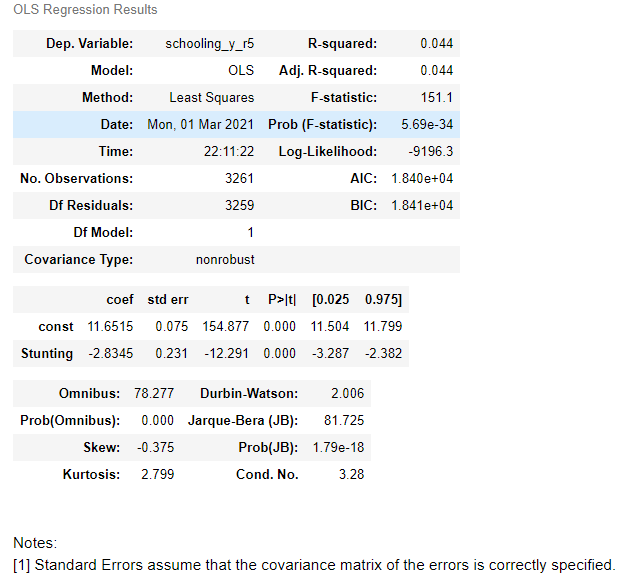 OLS Regression Results
Dep. Variable: schooling_y_r5 R-squared: 0.044
Model: OLS Adj. R-squared: 0.044
Method: Least Squares F-statistic: 151.1
Date: Mon, 01 Mar 2021 Prob (F-statistic): 5.69e-34
Time: 22:11:22 Log-Likelihood: -9196.3
No. Observations: 3261 AIC: 1.840e+04
Df Residuals: 3259 BIC: 1.841e+04
Df Model: 1
Covariance Type: nonrobust
coef std err t P>|t| [0.025 0.975]
const 11.6515 0.075 154.877 0.000 11.504 11.799
Stunting -2.8345 0.231 -12.291 0.000 -3.287 -2.382
Omnibus: 78.277 Durbin-Watson: 2.006
Prob(Omnibus): 0.000 Jarque-Bera (JB): 81.725
Skew: -0.375 Prob(JB): 1.79e-18
Kurtosis: 2.799 Cond. No. 3.28
Notes:
[1] Standard Errors assume that the covariance matrix of the errors is correctly specified.